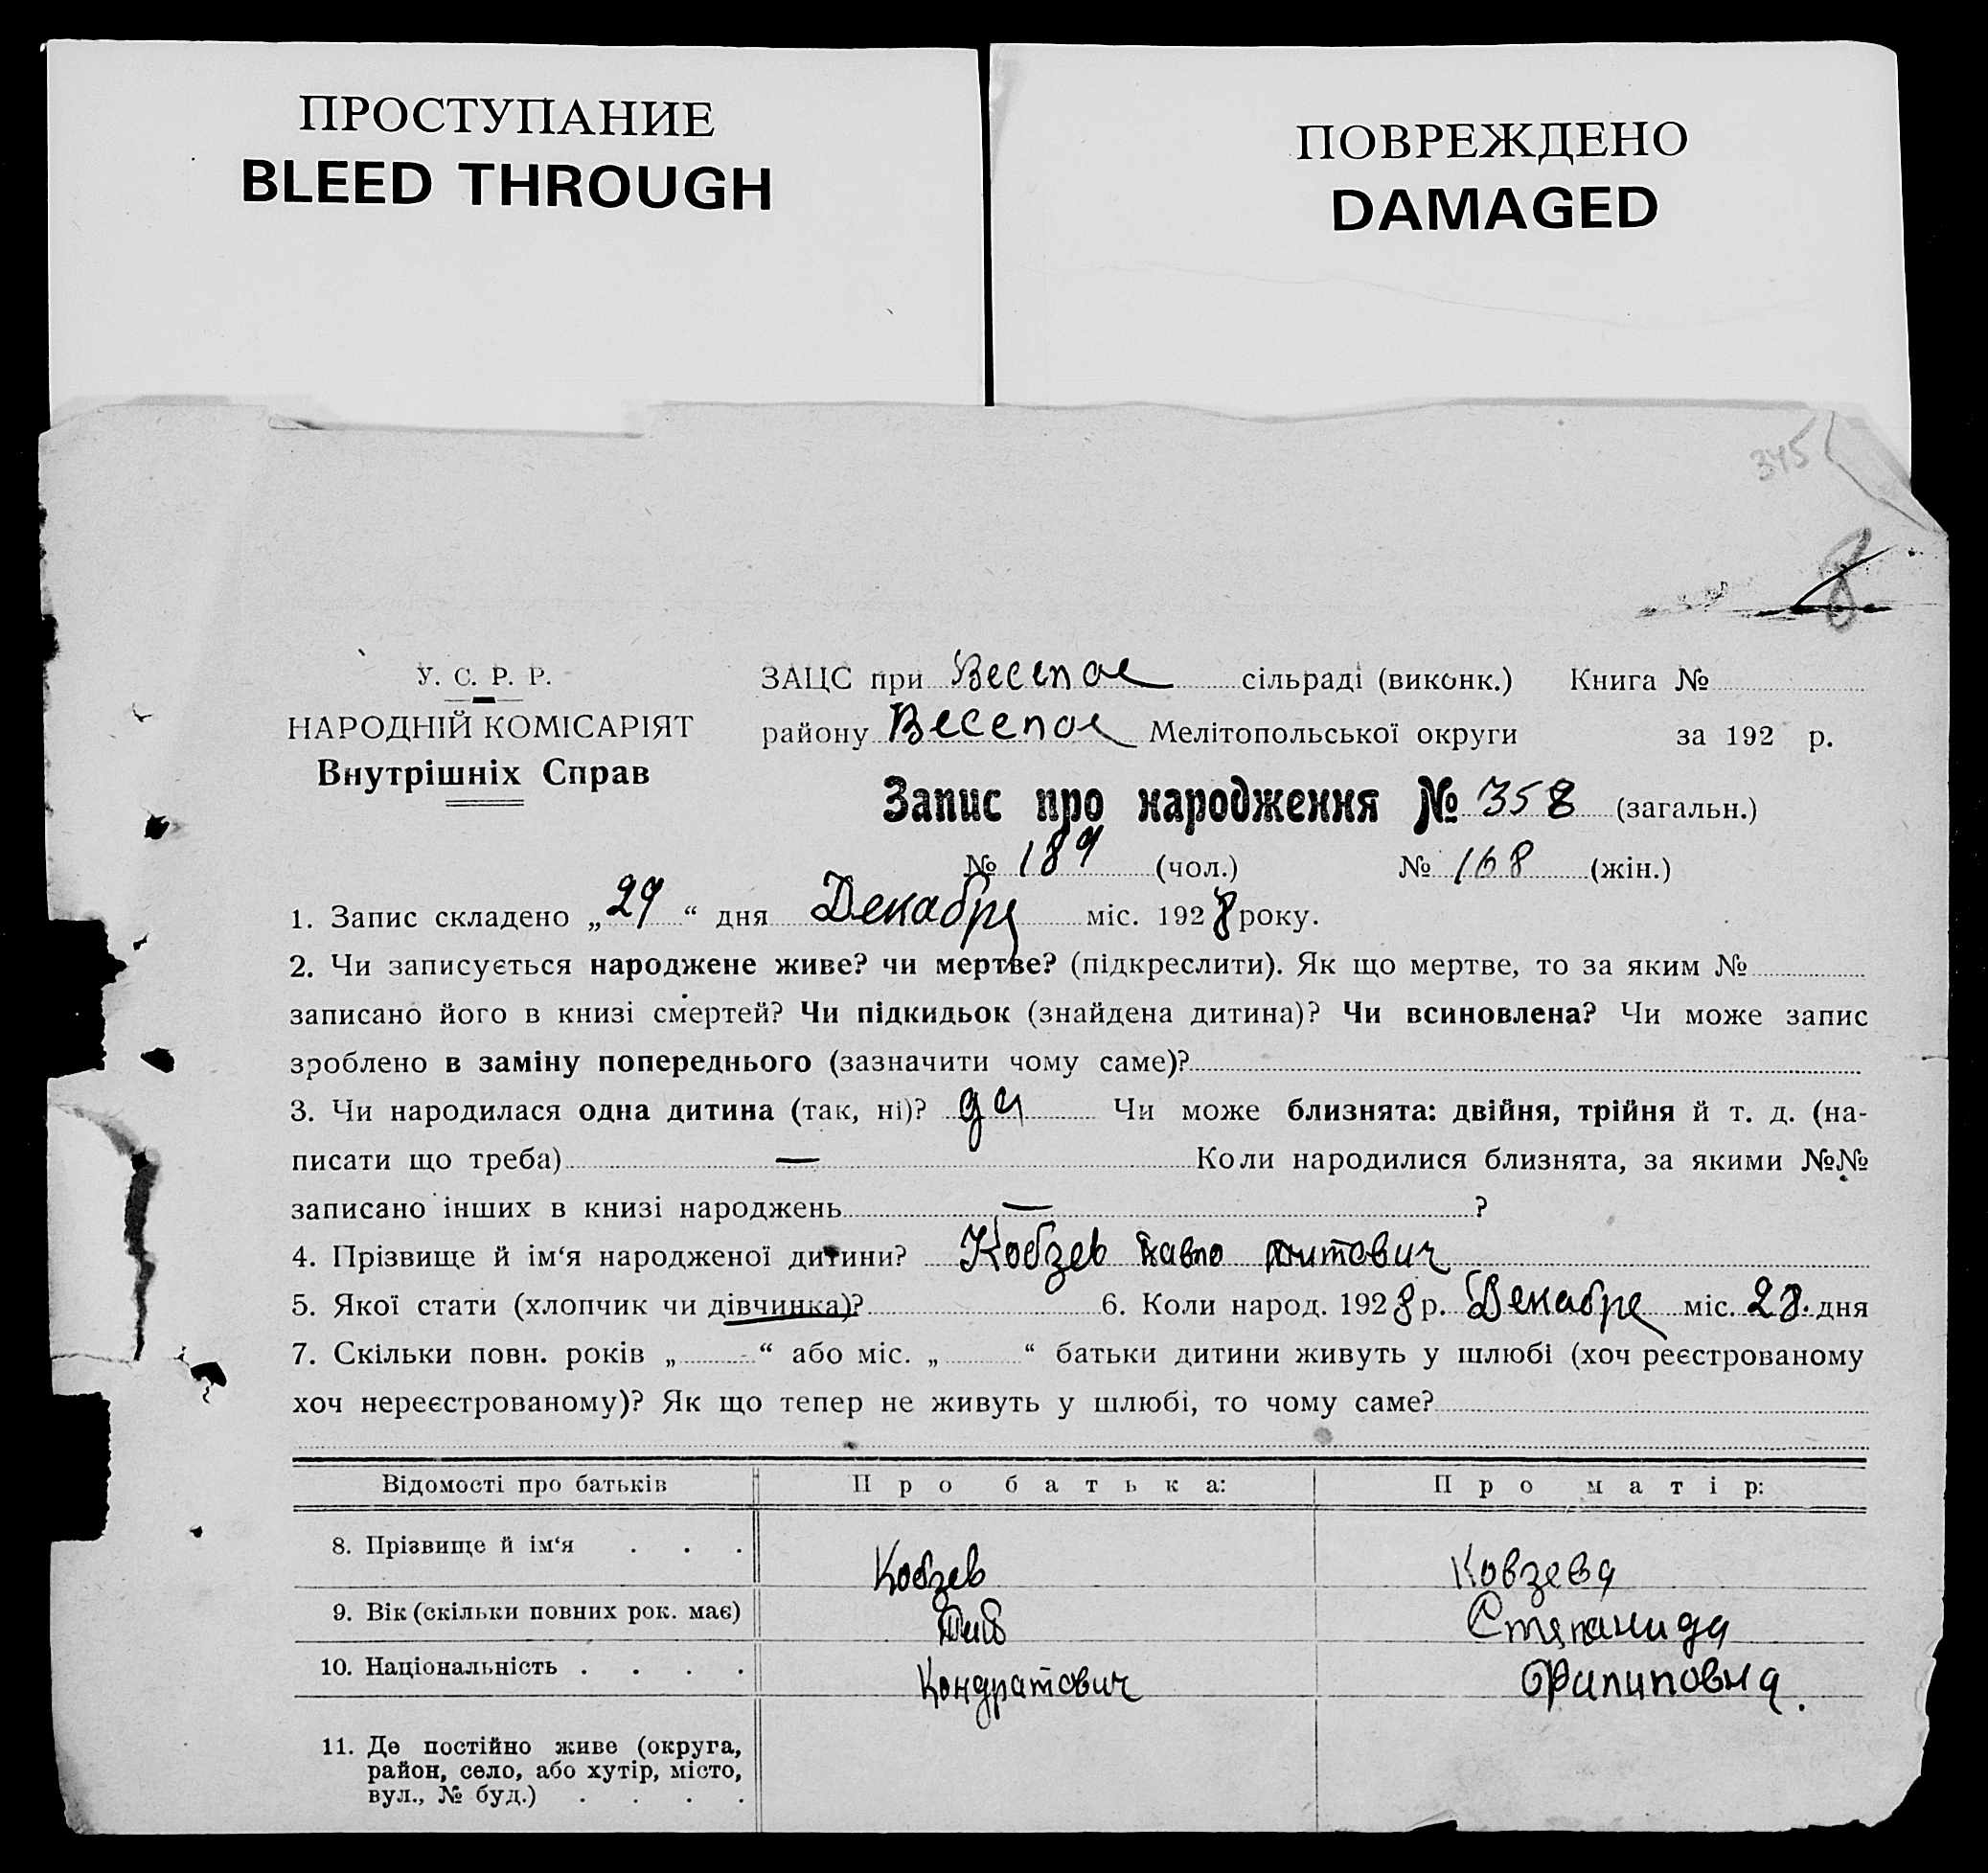 ПРОСТУПАНИЕ
BLEED THROUGH
ПОВРЕЖДЕНО
DAMAGED
345
8
У. С. Р. Р.
НАРОДНІЙ КОМІСАРІЯТ
Внутрішніх Справ
ЗАЦС при Веселое сільраді (виконк.) Книга №
району Веселое Мелітопольської округи за 192 р.
Запис про народження № 358 (загальн.)
№ 189 (чол.) № 168 (жін.)
1. Запис складено „29“ дня Декабря міс. 1928 року.
2. Чи записується народжене живе? чи мертве? (підкреслити). Як що мертве, то за яким №
записано його в книзі смертей? Чи підкидьок (знайдена дитина)? Чи всиновлена? Чи може запис
зроблено в заміну попереднього (зазначити чому саме)?
3. Чи народилася одна дитина (так, ні)? да Чи може близнята: двійня, трійня й т. д. (на-
писати що треба) — Коли народилися близнята, за якими №№
записано інших в книзі народжень — ?
4. Прізвище й ім‘я народженої дитини? Кобзев Павло Титович
5. Якої стати (хлопчик чи дівчинка)? 6. Коли народ. 1928 р. Декабре міс. 28. дня
7. Скільки повн. років „ “ або міс. „ “ батьки дитини живуть у шлюбі (хоч реєстрованому
хоч нереєстрованому)? Як що тепер не живуть у шлюбі, то чому саме?
Відомості про батьків Про батька: Про матір:
8. Прізвище й ім‘я . . . Кобзев Ковзева
9. Вік (скільки повних рок. має) Тит Степанида
10. Національність . . . . Кондратович Филиповна.
11. Де постійно живе (округа,
район, село, або хутір, місто,
вул., № буд.) . . . .